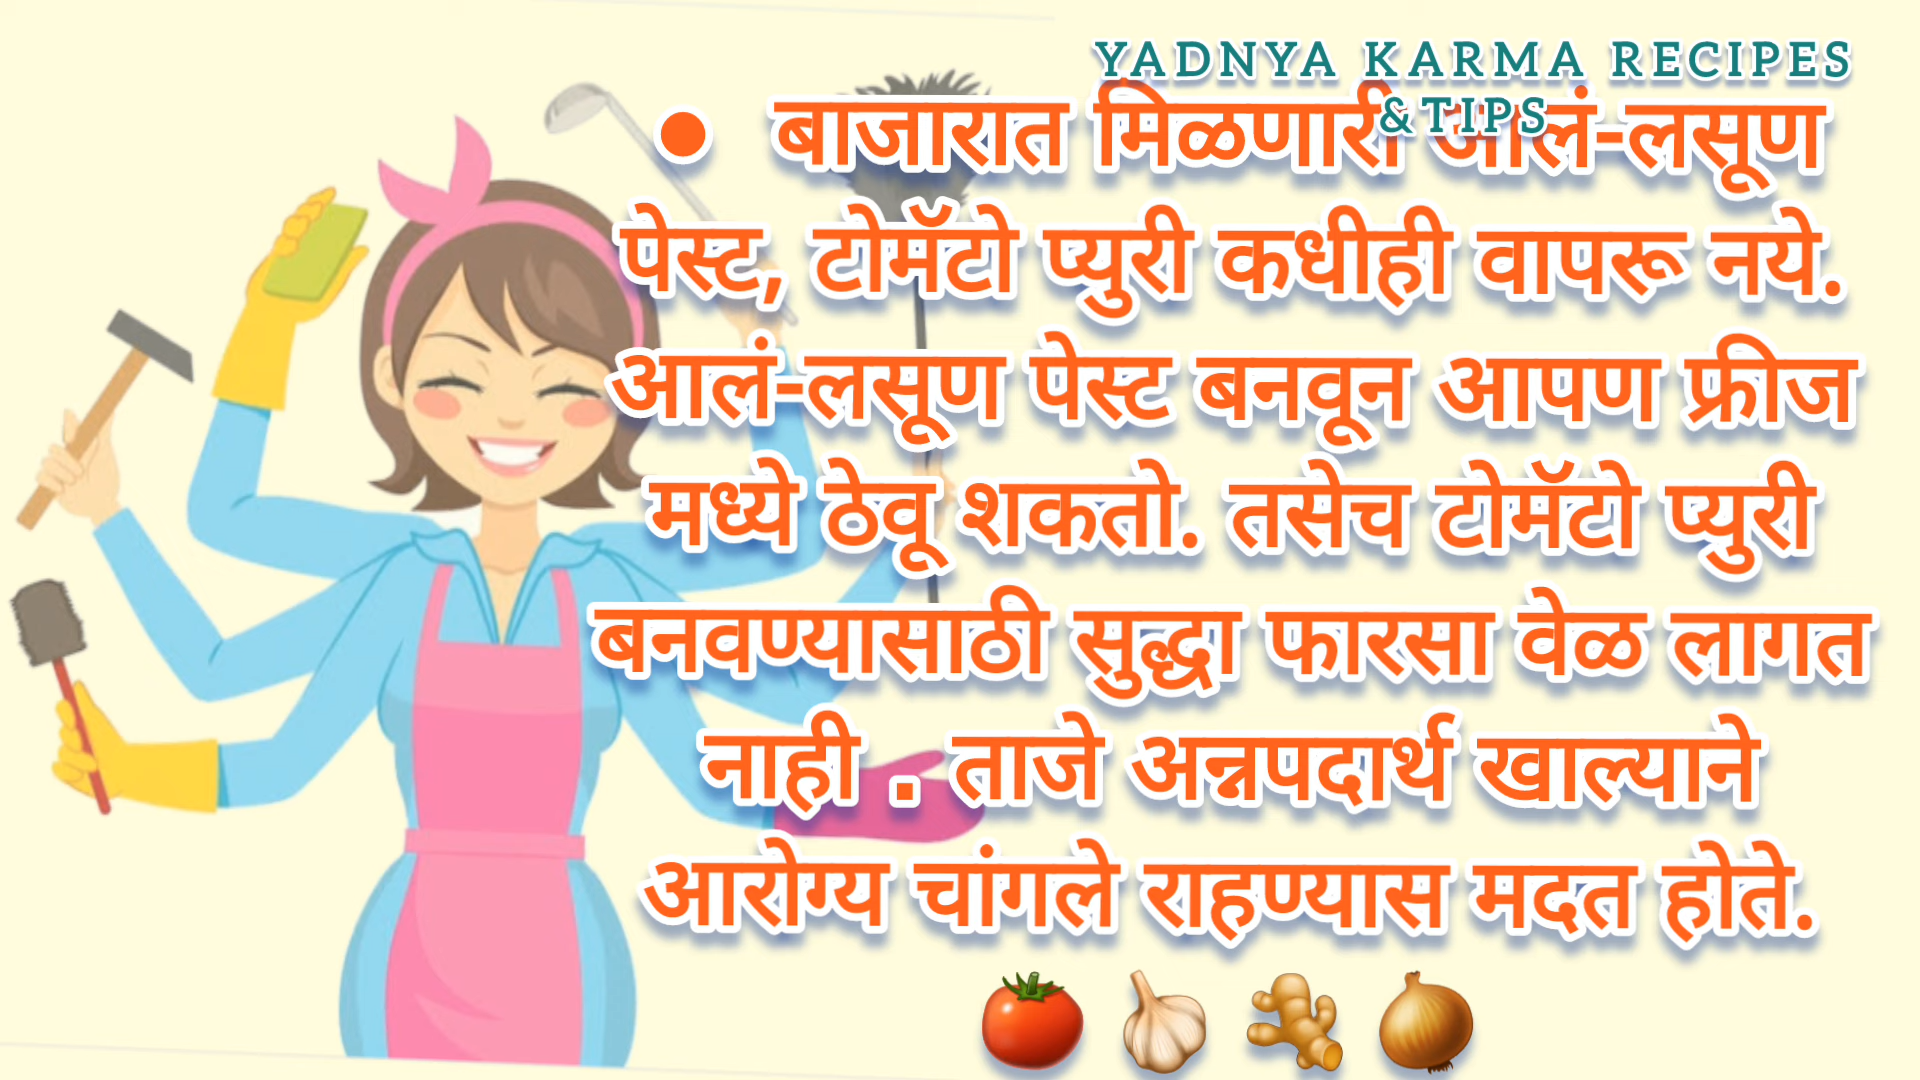 YADNYA KARMA RECIPES
&TIPS
• बाजारात मिळणारी आलं-लसूण
पेस्ट, टोमॅटो प्युरी कधीही वापरू नये.
आलं-लसूण पेस्ट बनवून आपण फ्रीज
मध्ये ठेवू शकतो. तसेच टोमॅटो प्युरी
बनवण्यासाठी सुद्धा फारसा वेळ लागत
नाही . ताजे अन्नपदार्थ खाल्याने
आरोग्य चांगले राहण्यास मदत होते.